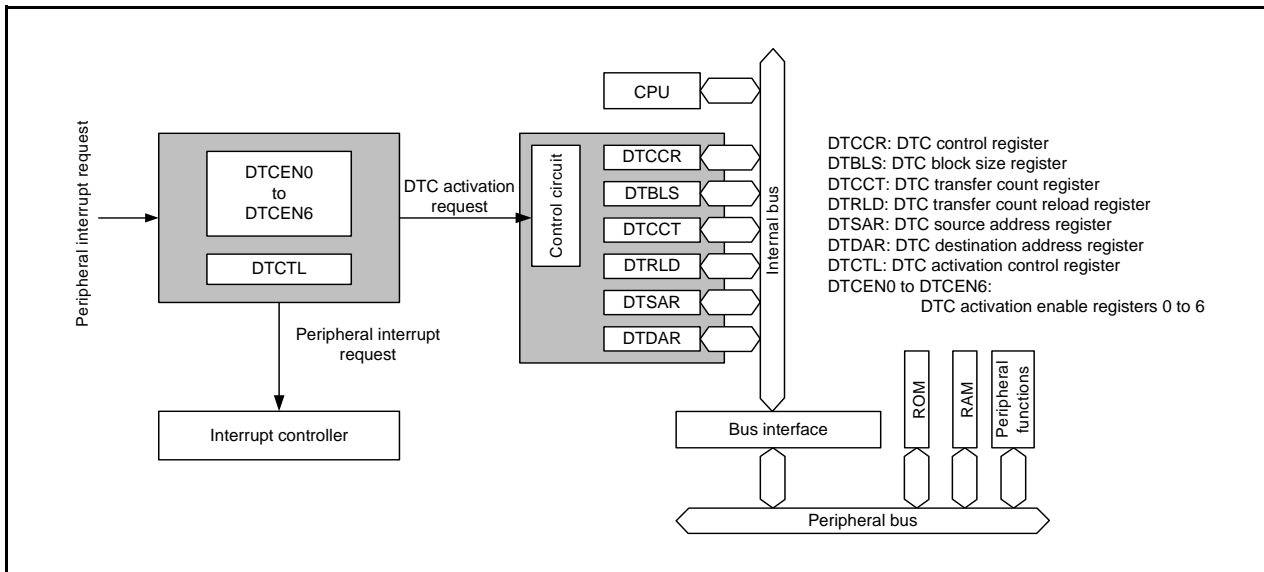 Peripheral interrupt request
DTCEN0
to
DTCEN6
DTCTL
DTC activation
request
Peripheral interrupt
request
Interrupt controller
CPU
Control circuit
DTCCR
DTBLS
DTCCT
DTRLD
DTSAR
DTDAR
Internal bus
DTCCR: DTC control register
DTBLS: DTC block size register
DTCCT: DTC transfer count register
DTRLD: DTC transfer count reload register
DTSAR: DTC source address register
DTDAR: DTC destination address register
DTCTL: DTC activation control register
DTCEN0 to DTCEN6:
DTC activation enable registers 0 to 6
Bus interface
ROM
RAM
Peripheral
functions
Peripheral bus